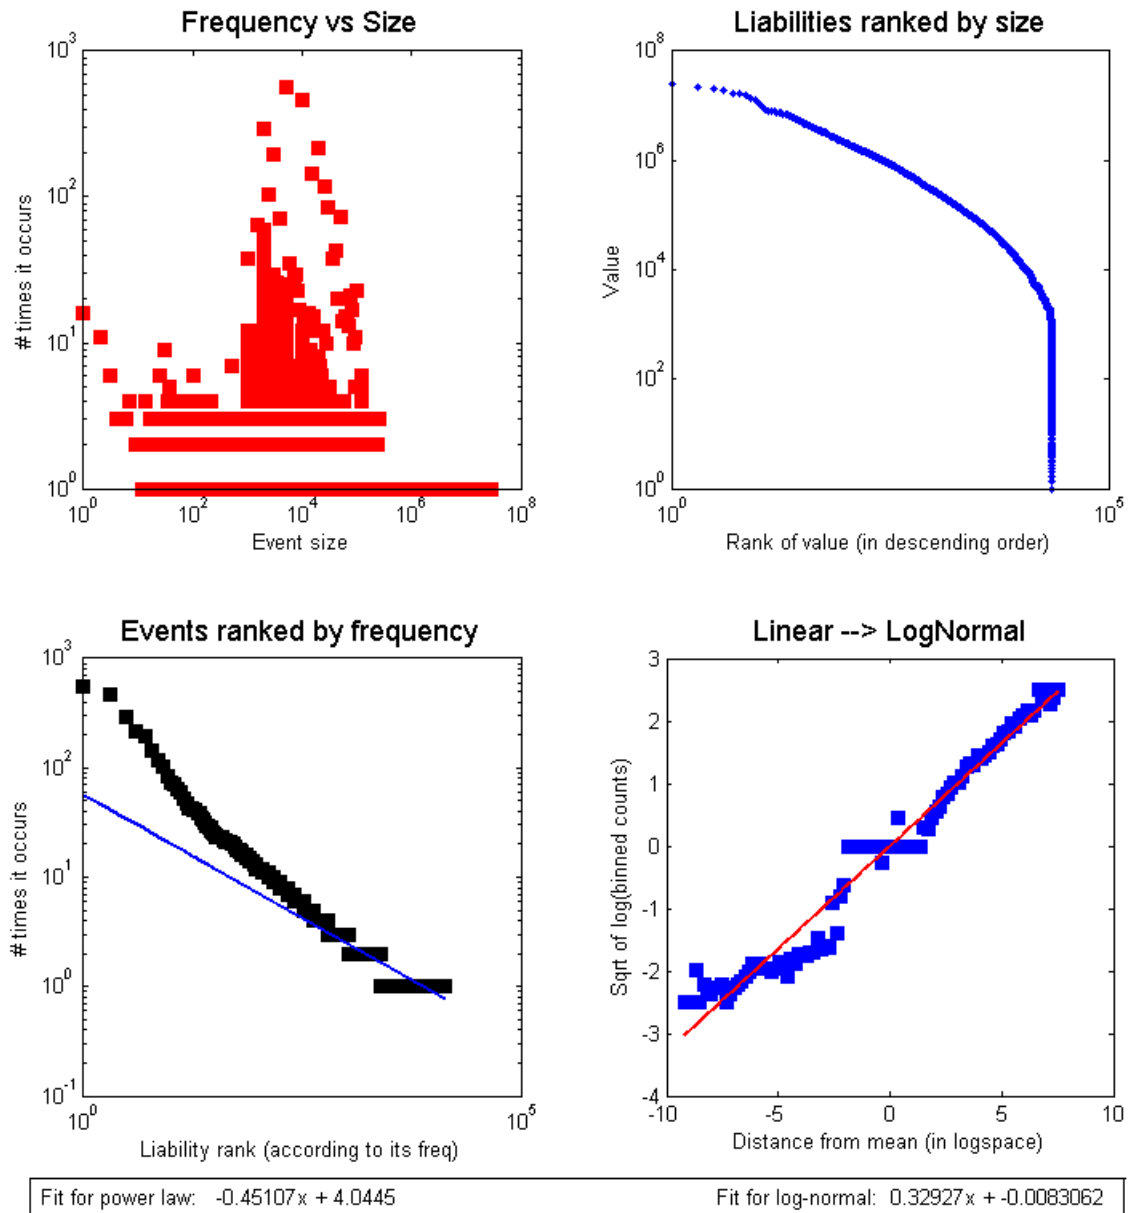 Frequency vs Size
10^3
10^2
10^1
10^0
# times it occurs
10^0 10^2 10^4 10^6 10^8
Event size
Liabilities ranked by size
10^8
10^6
10^4
10^2
10^0
Value
10^0 10^5
Rank of value (in descending order)
Events ranked by frequency
10^3
10^2
10^1
10^0
10^-1
# times it occurs
10^0 10^5
Liability rank (according to its freq)
Linear --> LogNormal
3
2
1
0
-1
-2
-3
-4
Sqrt of log(binned counts)
-10 -5 0 5 10
Distance from mean (in logspace)
Fit for power law: -0.45107x + 4.0445
Fit for log-normal: 0.32927x + -0.0083062